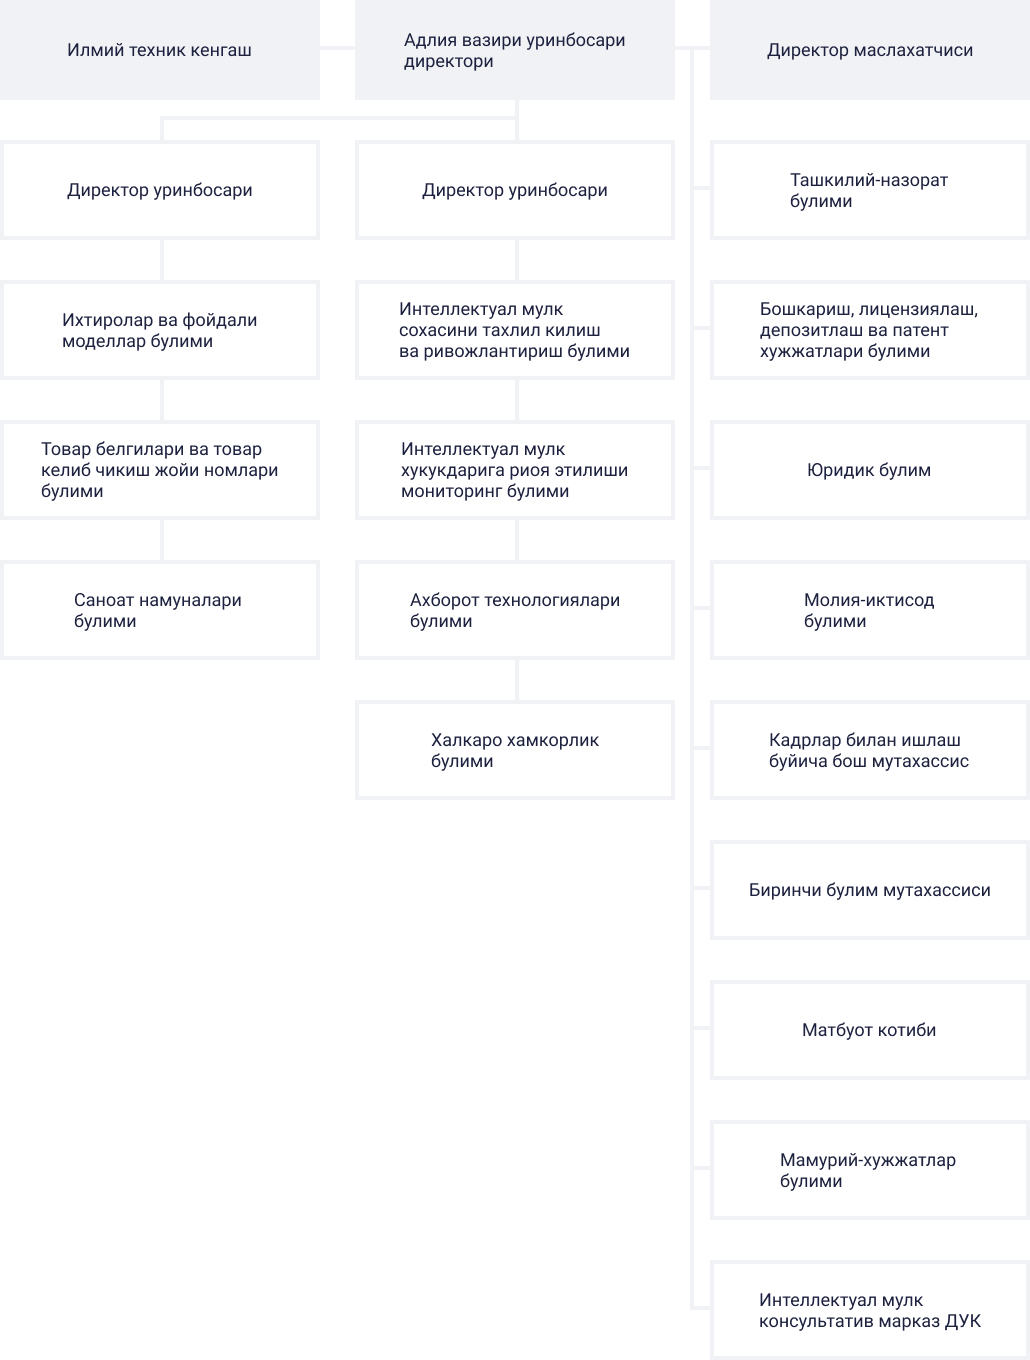 Илмий техник кенгаш
Адлия вазири уринбосари
директори
Директор маслахатчиси
Директор уринбосари
Директор уринбосари
Ташкилий-назорат
булими
Ихтиролар ва фойдали
моделлар булими
Интеллектуал мулк
сохасини тахлил килиш
ва ривожлантириш булими
Бошкариш, лицензиялаш,
депозитлаш ва патент
хужжатлари булими
Товар белгилари ва товар
келиб чикиш жойи номлари
булими
Интеллектуал мулк
хукукдарига риоя этилиши
мониторинг булими
Юридик булим
Саноат намуналари
булими
Ахборот технологиялари
булими
Молия-иктисод
булими
Халкаро хамкорлик
булими
Кадрлар билан ишлаш
буйича бош мутахассис
Биринчи булим мутахассиси
Матбуот котиби
Мамурий-хужжатлар
булими
Интеллектуал мулк
консультатив марказ ДУК